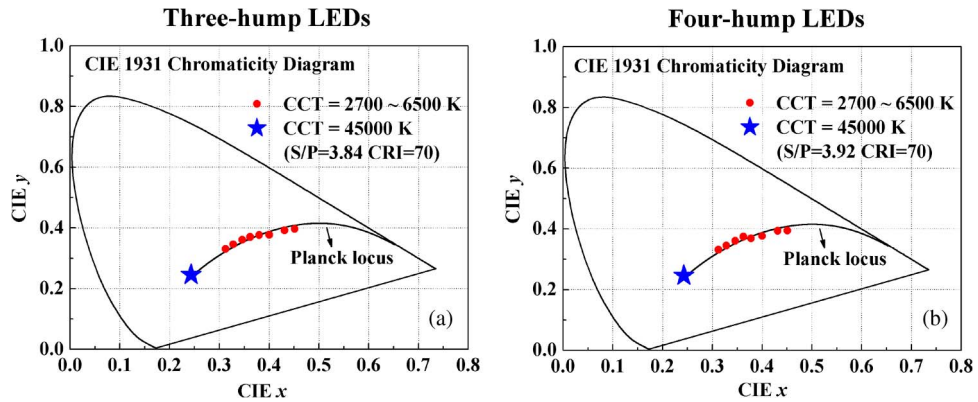 Three-hump LEDs
CIE 1931 Chromaticity Diagram
CCT = 2700 ~ 6500 K
CCT = 45000 K
(S/P=3.84 CRI=70)
Planck locus
(a)
CIE y
1.0
0.8
0.6
0.4
0.2
0.0
0.0 0.1 0.2 0.3 0.4 0.5 0.6 0.7 0.8
CIE x
Four-hump LEDs
CIE 1931 Chromaticity Diagram
CCT = 2700 ~ 6500 K
CCT = 45000 K
(S/P=3.92 CRI=70)
Planck locus
(b)
CIE y
1.0
0.8
0.6
0.4
0.2
0.0
0.0 0.1 0.2 0.3 0.4 0.5 0.6 0.7 0.8
CIE x